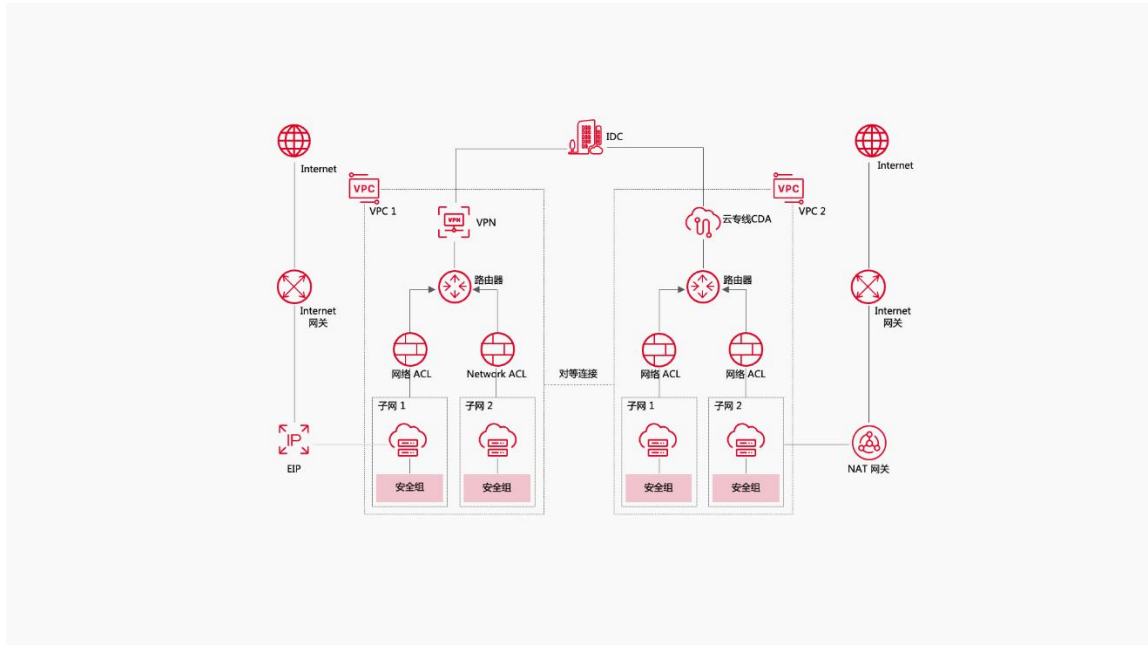 IDC
Internet
Internet
VPC
VPC 1
VPC
VPC 2
VPN
VPN
云专线CDA
路由器
路由器
Internet
网关
Internet
网关
网络 ACL
Network ACL
对等连接
网络 ACL
网络 ACL
子网 1
子网 2
子网 1
子网 2
IP
EIP
NAT 网关
安全组
安全组
安全组
安全组